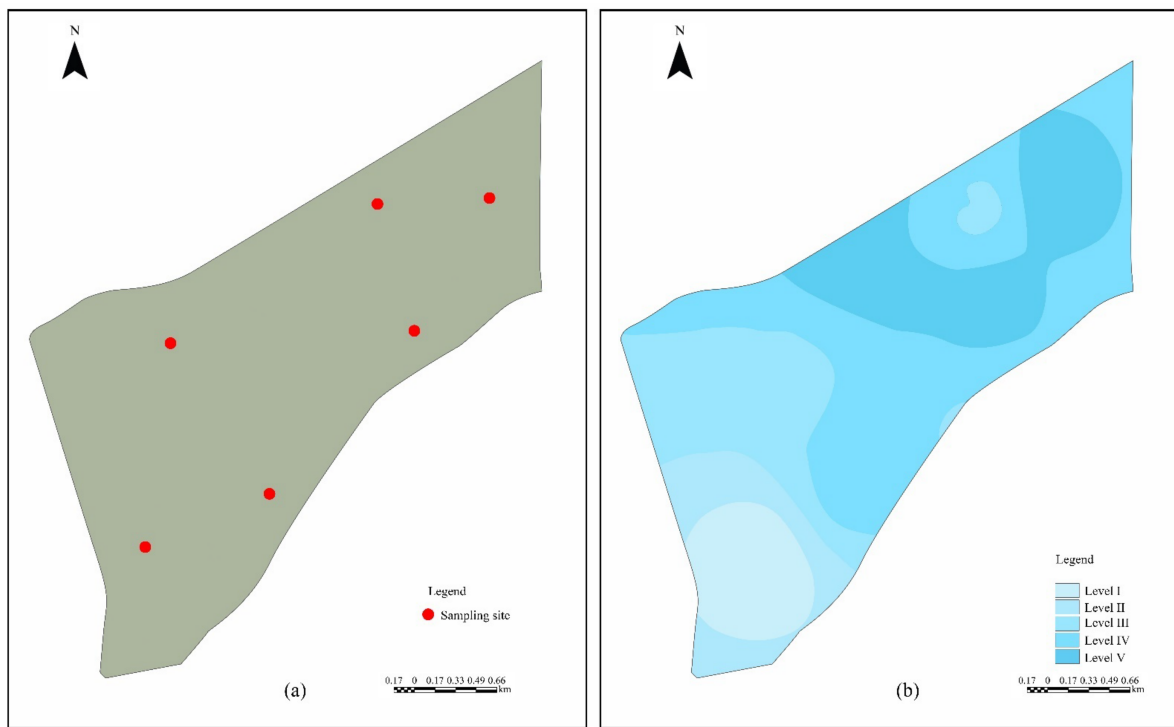 N
Legend
Sampling site
0.17 0 0.17 0.33 0.49 0.66
km
(a)
N
Legend
Level I
Level II
Level III
Level IV
Level V
0.17 0 0.17 0.33 0.49 0.66
km
(b)